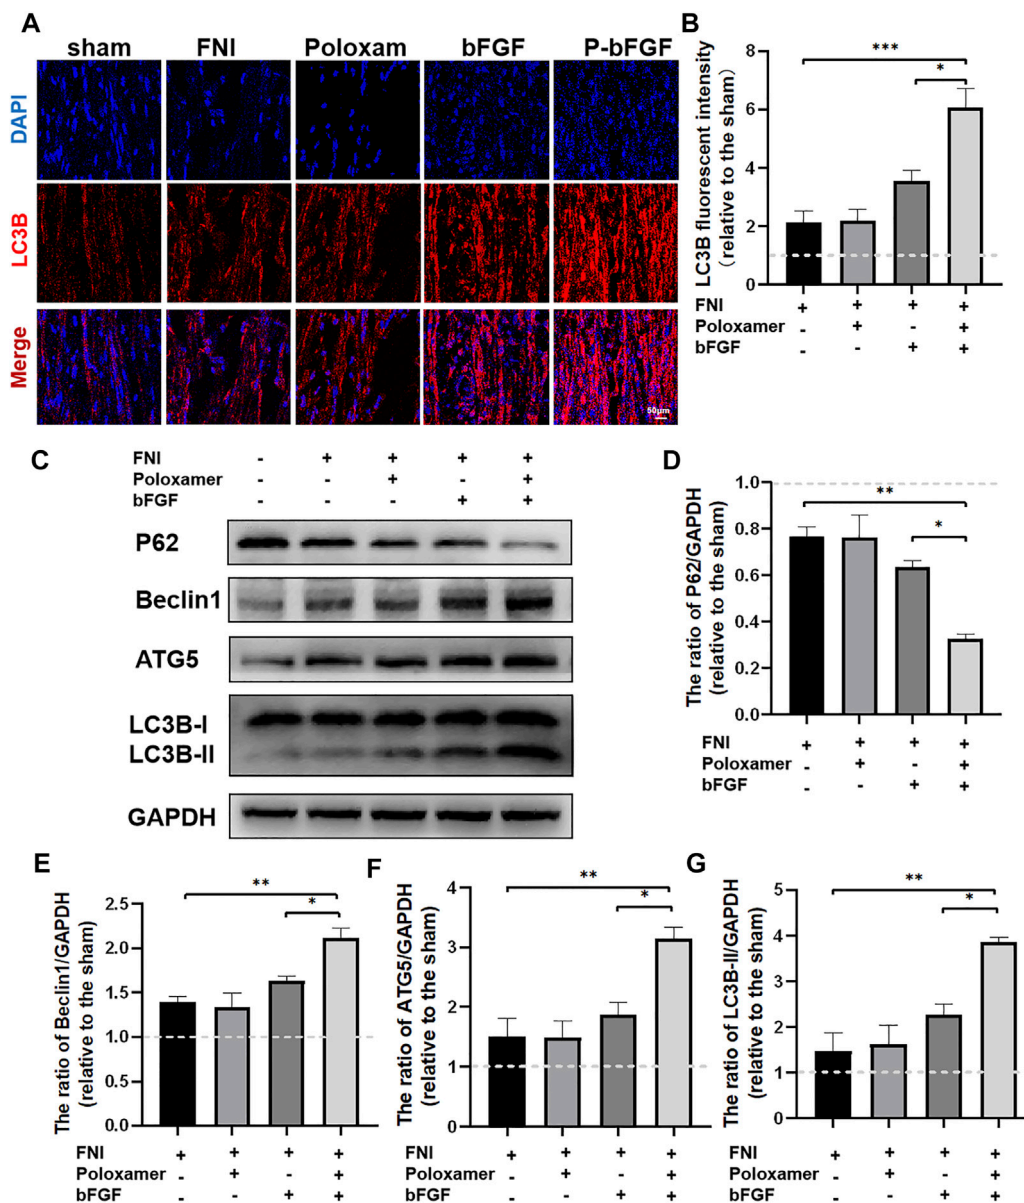 A
sham FNI Poloxam bFGF P-bFGF
DAPI
LC3B
Merge
50μm
B
LC3B fluorescent intensity
(relative to the sham)
8
6
4
2
0
***
*
FNI + + + +
Poloxamer - + - +
bFGF - - + +
C
FNI - + + + +
Poloxamer - - + - +
bFGF - - - + +
P62
Beclin1
ATG5
LC3B-I
LC3B-II
GAPDH
D
The ratio of P62/GAPDH
(relative to the sham)
1.0
0.8
0.6
0.4
0.2
0.0
**
*
FNI + + + +
Poloxamer - + - +
bFGF - - + +
E
The ratio of Beclin1/GAPDH
(relative to the sham)
2.5
2.0
1.5
1.0
0.5
0.0
**
*
FNI + + + +
Poloxamer - + - +
bFGF - - + +
F
The ratio of ATG5/GAPDH
(relative to the sham)
4
3
2
1
0
**
*
FNI + + + +
Poloxamer - + - +
bFGF - - + +
G
The ratio of LC3B-II/GAPDH
(relative to the sham)
5
4
3
2
1
0
**
*
FNI + + + +
Poloxamer - + - +
bFGF - - + +